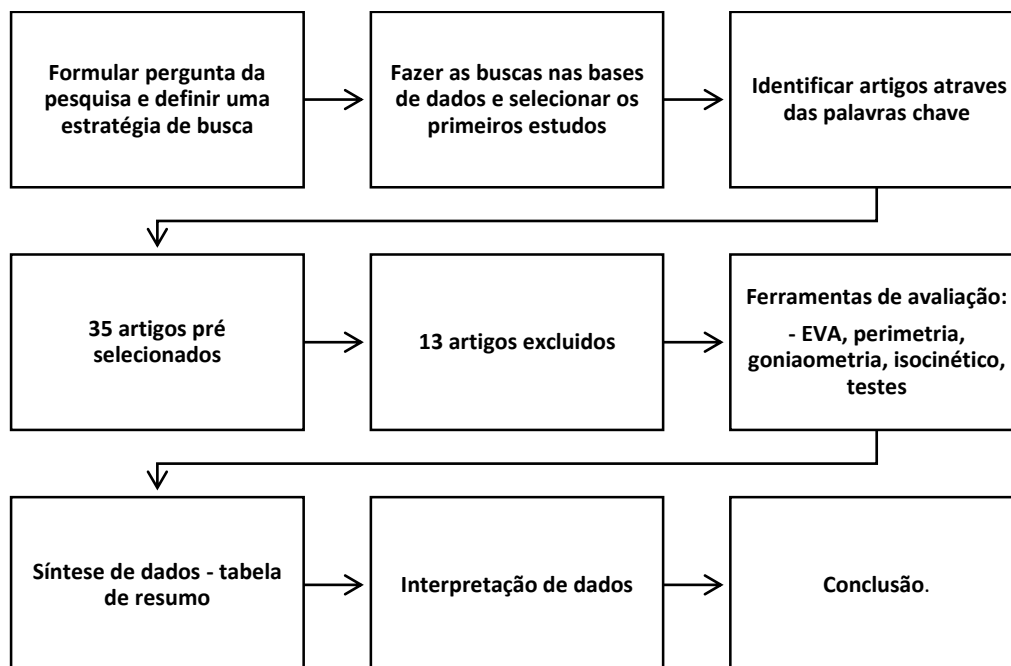 Formular pergunta da
pesquisa e definir uma
estratégia de busca
Fazer as buscas nas bases
de dados e selecionar os
primeiros estudos
Identificar artigos atraves
das palavras chave
35 artigos pré
selecionados
13 artigos excluidos
Ferramentas de avaliação:
- EVA, perimetria,
goniaometria, isocinético,
testes
Síntese de dados - tabela
de resumo
Interpretação de dados
Conclusão.